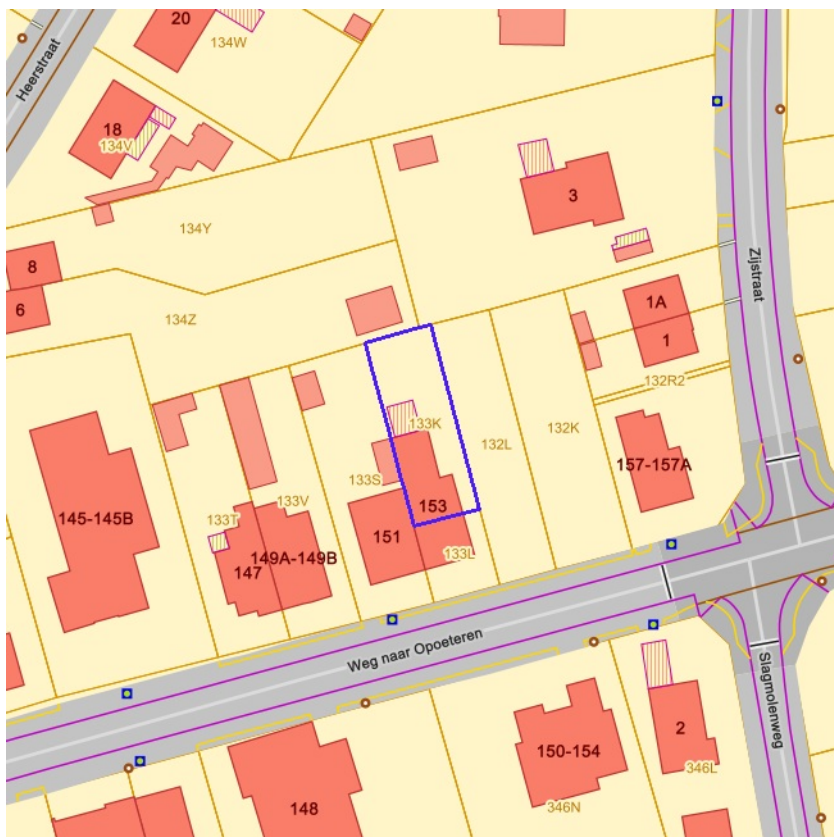 20
134W
Heerstraat
18
134V
3
134Y
8
Zijstraat
1A
6
134Z
1
132R2
133K
132L
132K
157-157A
133S
133V
153
145-145B
133T
151
149A-149B
147
133L
Weg naar Opoeteren
Slagmolenweg
2
150-154
346L
148
346N